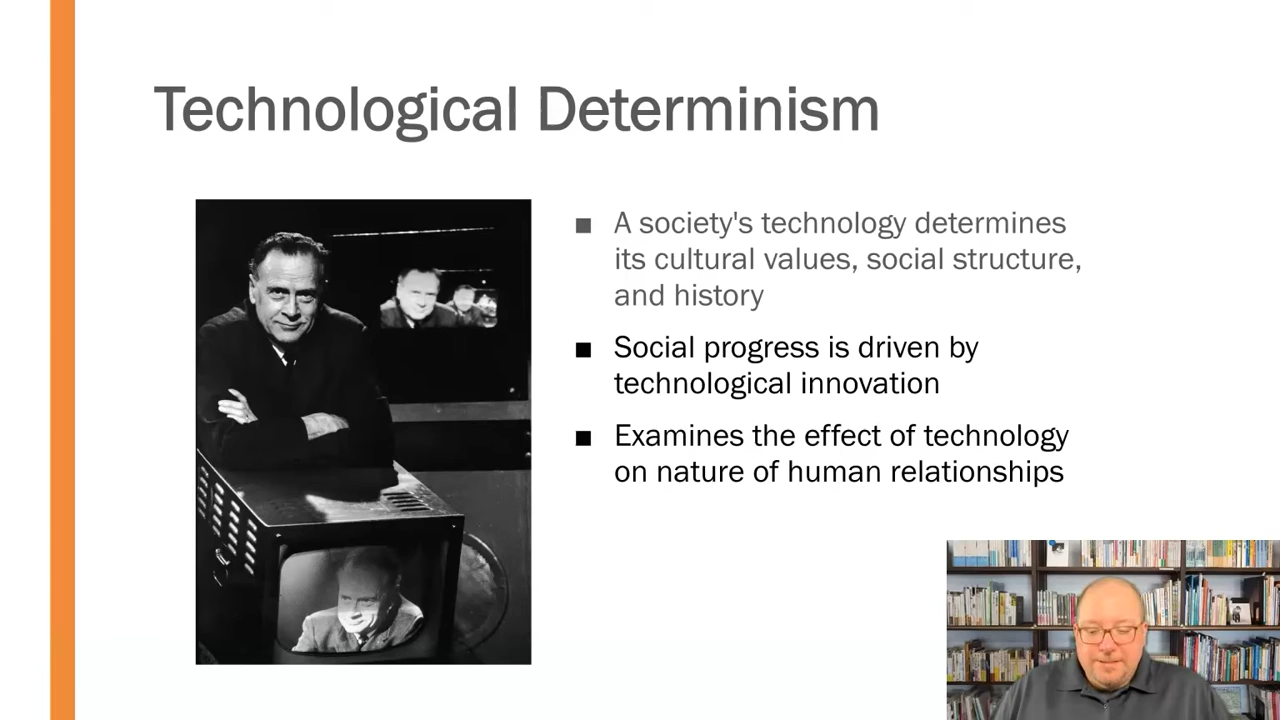 Technological Determinism
■ A society's technology determines
its cultural values, social structure,
and history
■ Social progress is driven by
technological innovation
■ Examines the effect of technology
on nature of human relationships